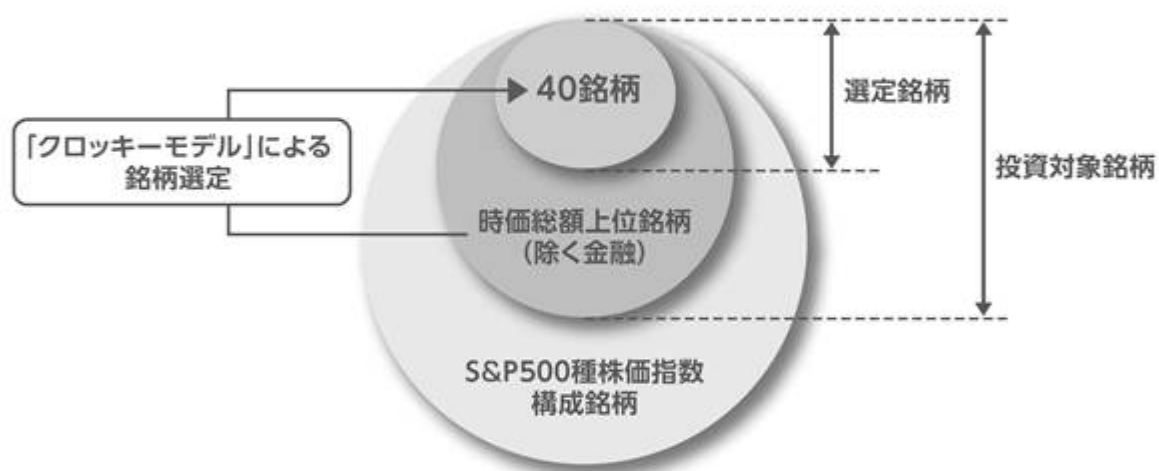 40銘柄
選定銘柄
「クロッキーモデル」による
銘柄選定
投資対象銘柄
時価総額上位銘柄
(除く金融)
S&P500種株価指数
構成銘柄